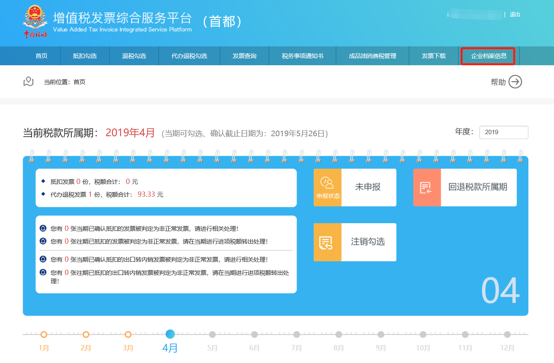 增值税发票综合服务平台（首都）
Value Added Tax Invoice Integrated Service Platform
| 退出
首页 抵扣勾选 退税勾选 代办退税勾选 发票查询 税务事项通知书 成品油消费税管理 发票下载 企业档案信息
当前位置：首页
帮助
当前税款所属期：2019年4月（当期可勾选、确认截止日期为：2019年5月26日）
年度： 2019
抵扣发票 0 份，税额合计： 0 元
代办退税发票 1 份，税额合计： 93.33 元
申报状态 未申报
回退税款所属期
您有 0 张当期已确认抵扣的发票被判定为非正常发票，请进行相关处理！
您有 0 张往期已抵扣的发票被判定为非正常发票，请在当期进行进项税额转出处理！
您有 0 张当期已确认抵扣的出口转内销发票被判定为非正常发票，请进行相关处理！
您有 0 张往期已抵扣的出口转内销发票被判定为非正常发票，请在当期进行进项税额转出处理！
注销勾选
04
1月 2月 3月 4月 5月 6月 7月 8月 9月 10月 11月 12月